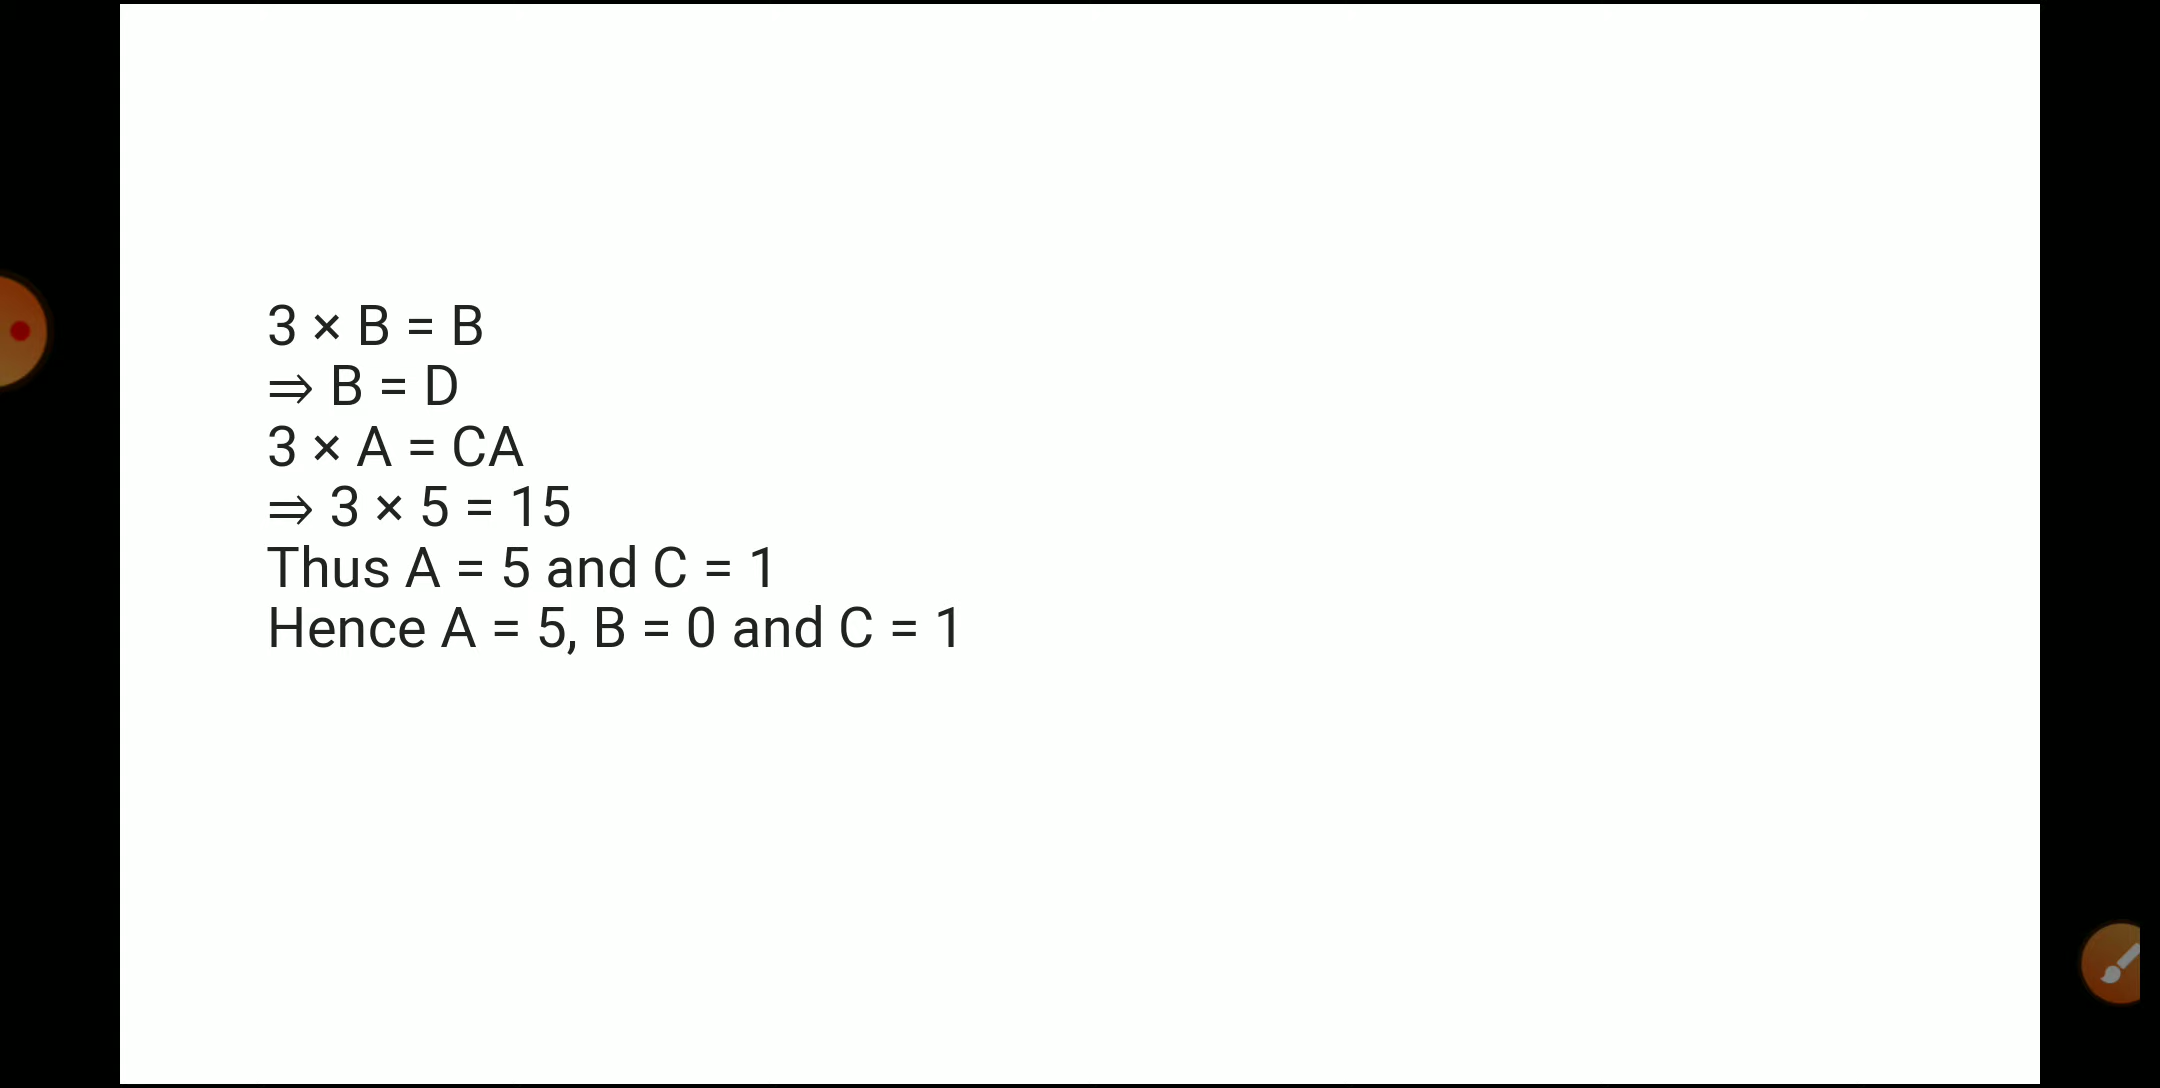 3 × B = B
⇒ B = D
3 × A = CA
⇒ 3 × 5 = 15
Thus A = 5 and C = 1
Hence A = 5, B = 0 and C = 1